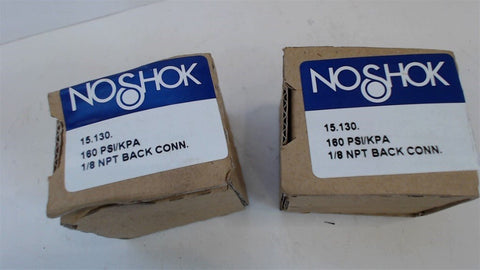 NOSHOK
15.130.
160 PSI/KPA
1/8 NPT BACK CONN.
NOSHOK
15.130.
160 PSI/KPA
1/8 NPT BACK CONN.